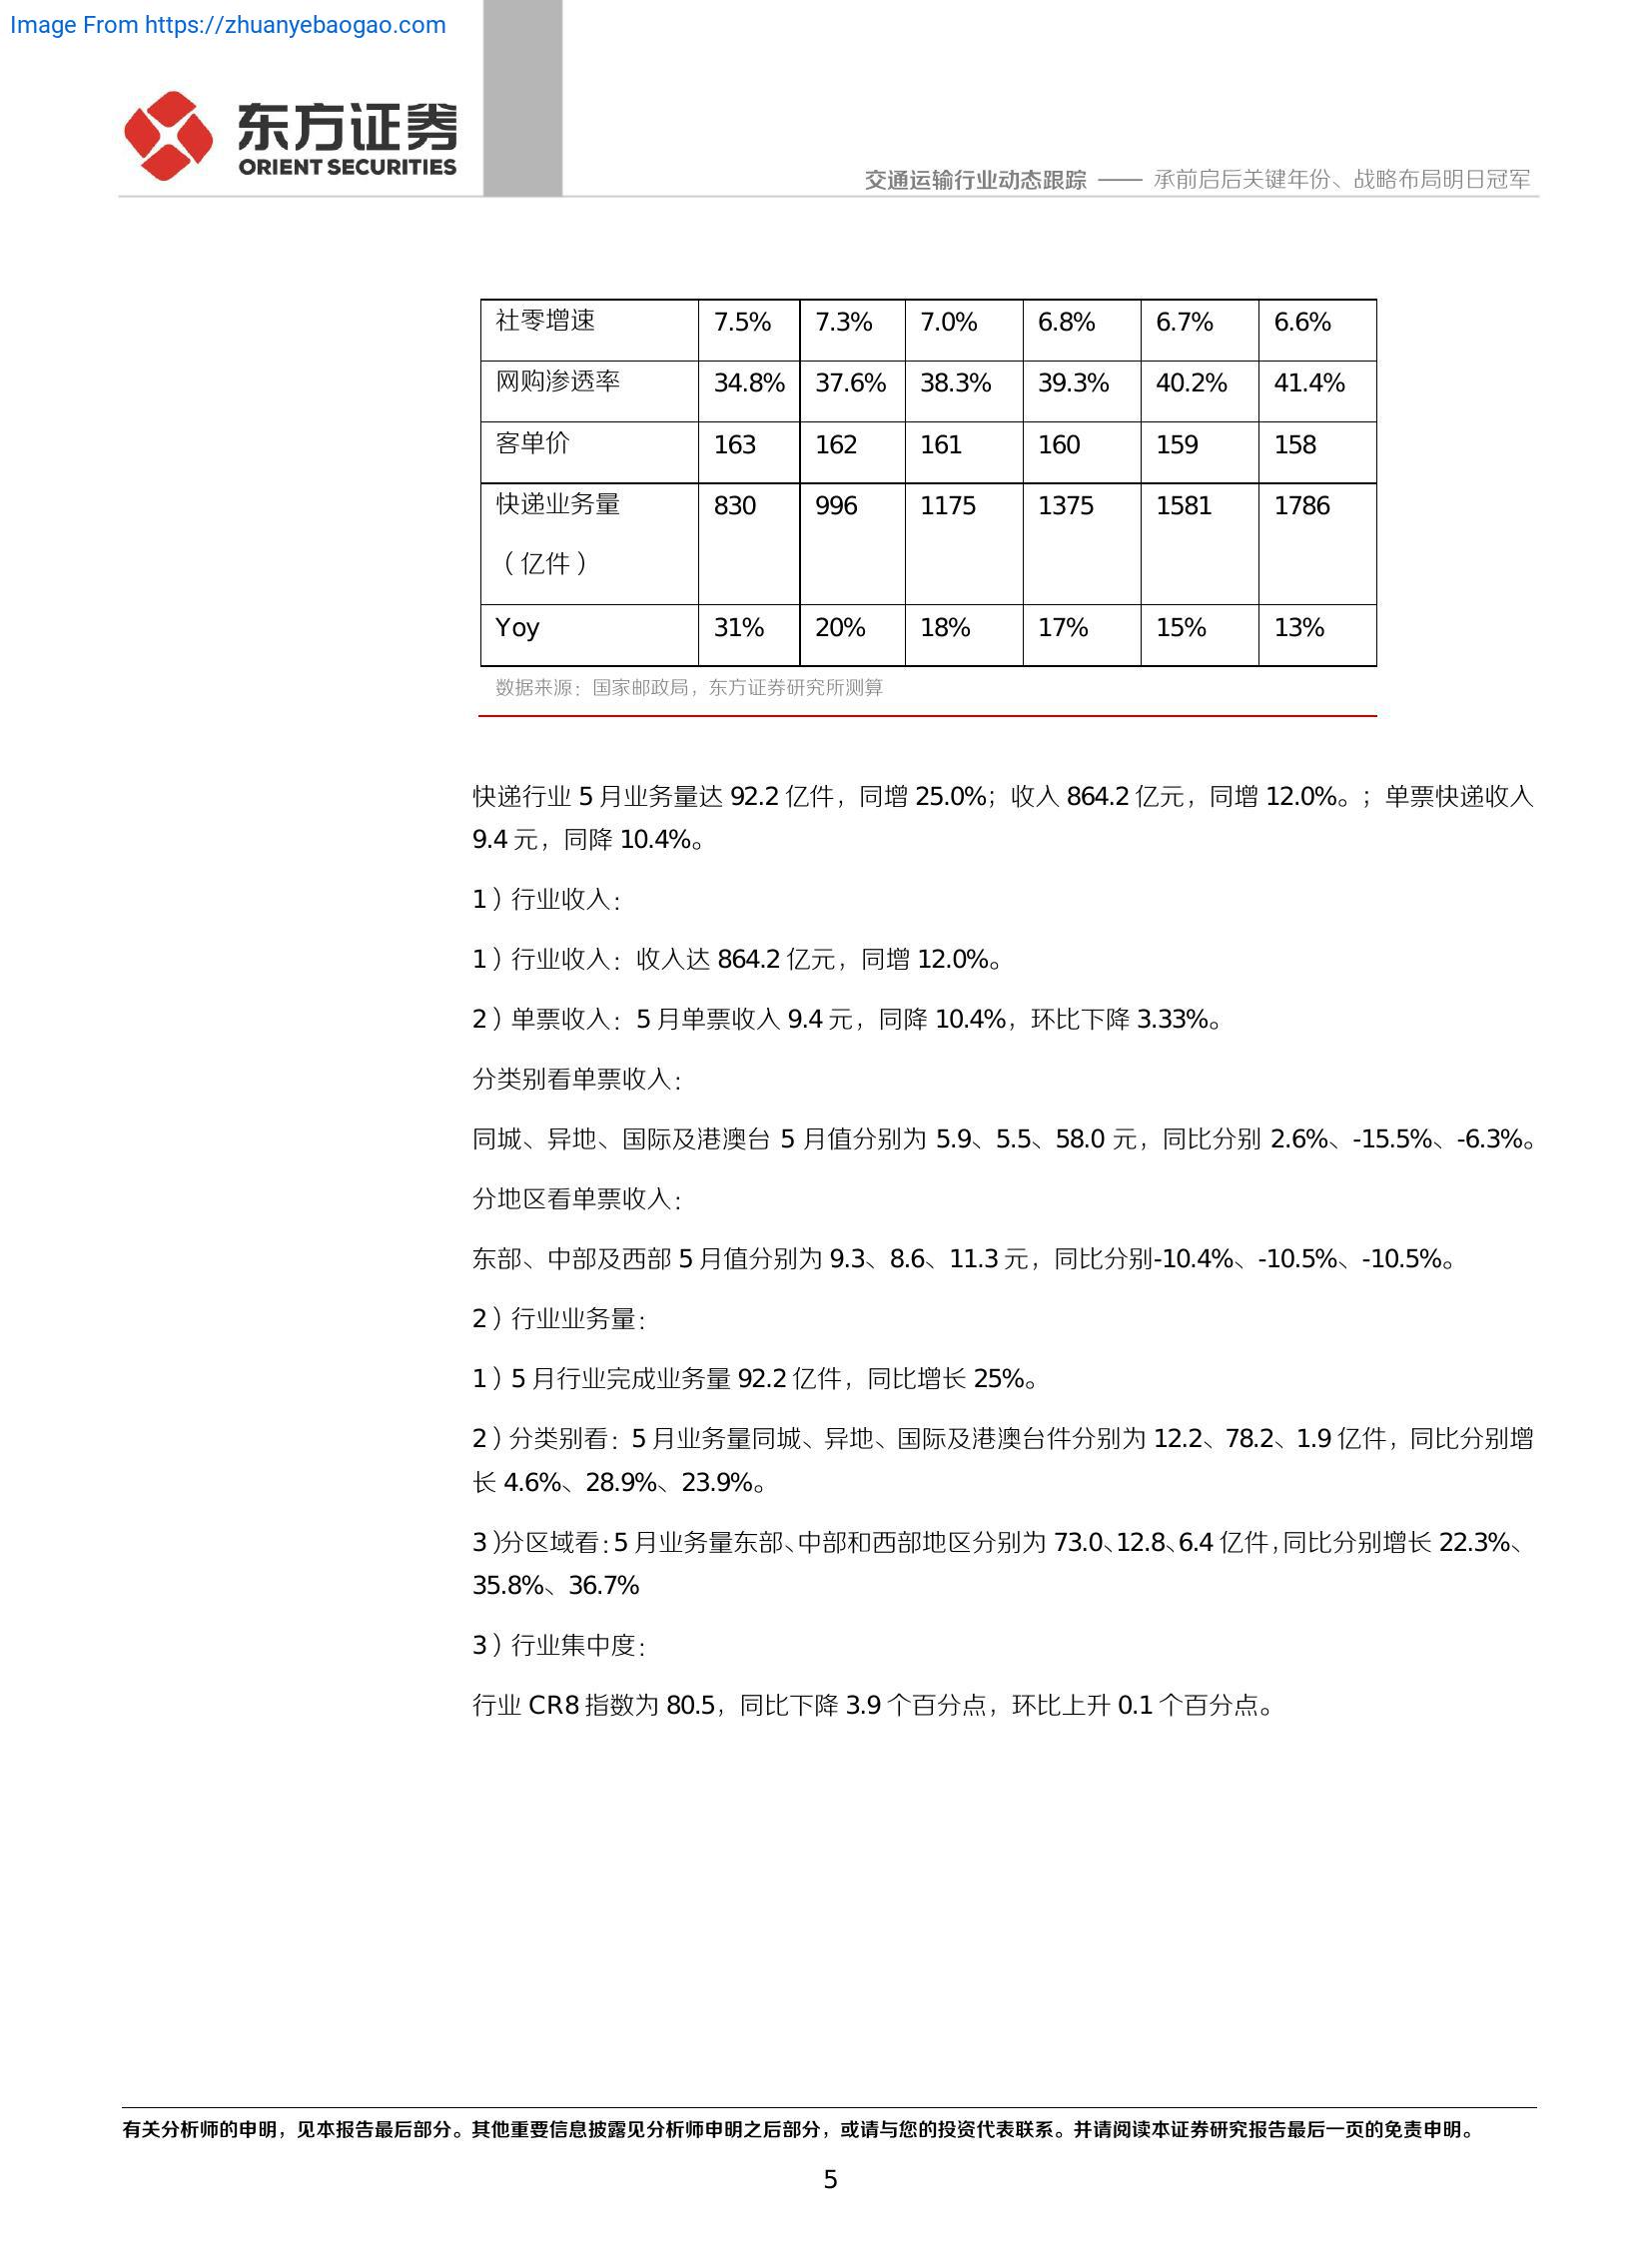 Image From https://zhuanyebaogao.com
东方证券
ORIENT SECURITIES
交通运输行业动态跟踪 —— 承前启后关键年份、战略布局明日冠军
社零增速 7.5% 7.3% 7.0% 6.8% 6.7% 6.6%
网购渗透率 34.8% 37.6% 38.3% 39.3% 40.2% 41.4%
客单价 163 162 161 160 159 158
快递业务量 830 996 1175 1375 1581 1786
（亿件）
Yoy 31% 20% 18% 17% 15% 13%
数据来源：国家邮政局，东方证券研究所测算
快递行业 5 月业务量达 92.2 亿件，同增 25.0%；收入 864.2 亿元，同增 12.0%。；单票快递收入
9.4 元，同降 10.4%。
1）行业收入：
1）行业收入：收入达 864.2 亿元，同增 12.0%。
2）单票收入：5 月单票收入 9.4 元，同降 10.4%，环比下降 3.33%。
分类别看单票收入：
同城、异地、国际及港澳台 5 月值分别为 5.9、5.5、58.0 元，同比分别 2.6%、-15.5%、-6.3%。
分地区看单票收入：
东部、中部及西部 5 月值分别为 9.3、8.6、11.3 元，同比分别-10.4%、-10.5%、-10.5%。
2）行业业务量：
1）5 月行业完成业务量 92.2 亿件，同比增长 25%。
2）分类别看：5 月业务量同城、异地、国际及港澳台件分别为 12.2、78.2、1.9 亿件，同比分别增
长 4.6%、28.9%、23.9%。
3）分区域看：5 月业务量东部、中部和西部地区分别为 73.0、12.8、6.4 亿件，同比分别增长 22.3%、
35.8%、36.7%
3）行业集中度：
行业 CR8 指数为 80.5，同比下降 3.9 个百分点，环比上升 0.1 个百分点。
有关分析师的申明，见本报告最后部分。其他重要信息披露见分析师申明之后部分，或请与您的投资代表联系。并请阅读本证券研究报告最后一页的免责申明。
5